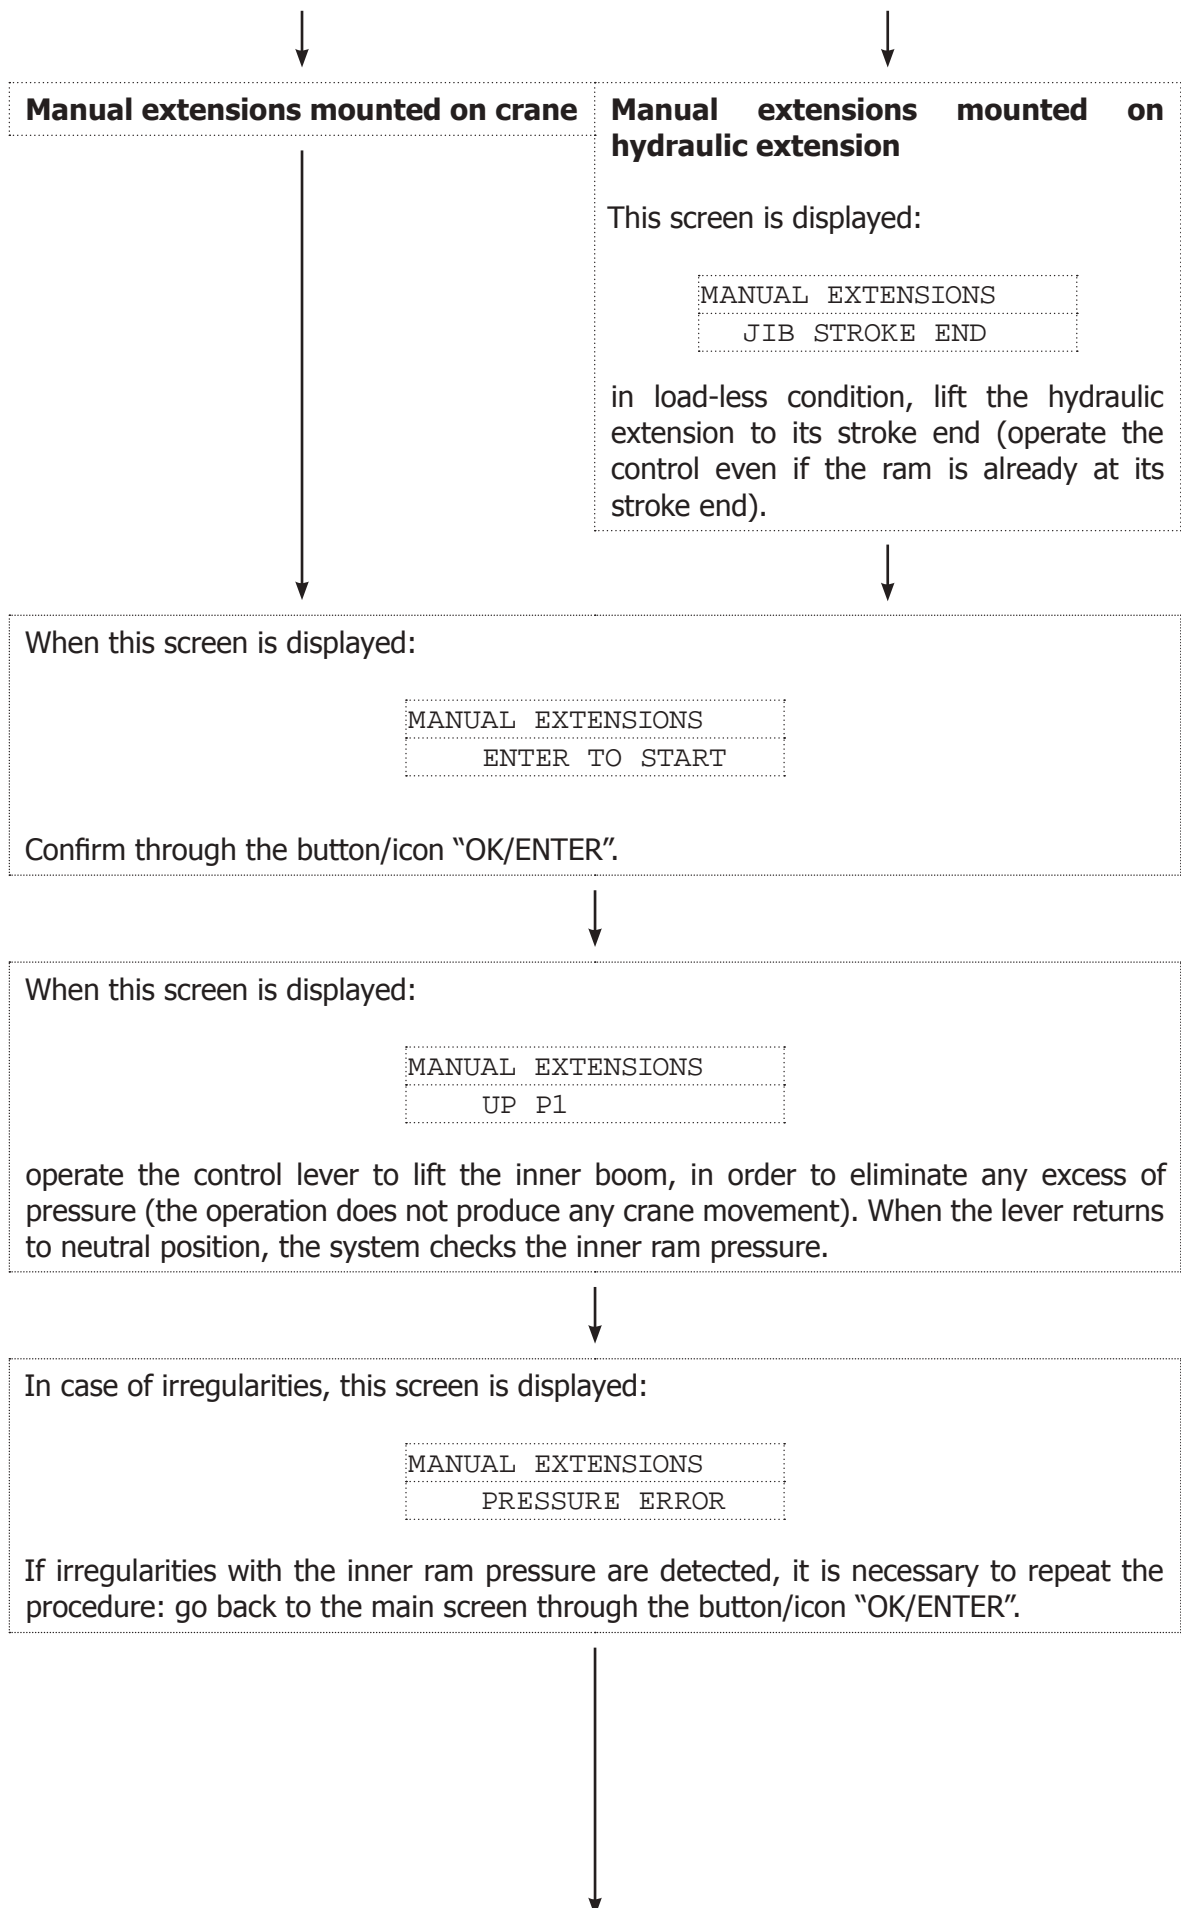 Manual extensions mounted on crane
Manual extensions mounted on
hydraulic extension
This screen is displayed:
MANUAL EXTENSIONS
JIB STROKE END
in load-less condition, lift the hydraulic
extension to its stroke end (operate the
control even if the ram is already at its
stroke end).
When this screen is displayed:
MANUAL EXTENSIONS
ENTER TO START
Confirm through the button/icon “OK/ENTER”.
When this screen is displayed:
MANUAL EXTENSIONS
UP P1
operate the control lever to lift the inner boom, in order to eliminate any excess of
pressure (the operation does not produce any crane movement). When the lever returns
to neutral position, the system checks the inner ram pressure.
In case of irregularities, this screen is displayed:
MANUAL EXTENSIONS
PRESSURE ERROR
If irregularities with the inner ram pressure are detected, it is necessary to repeat the
procedure: go back to the main screen through the button/icon “OK/ENTER”.